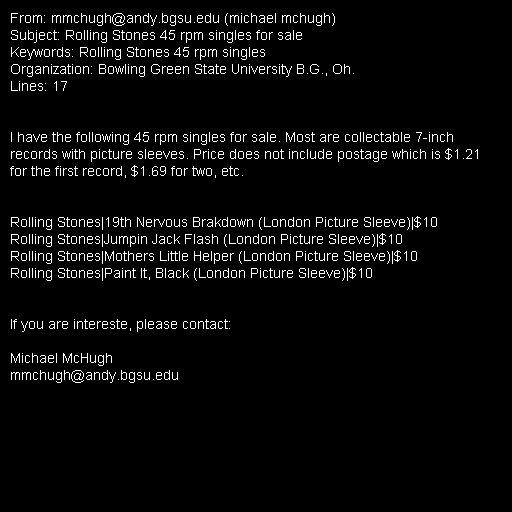 From: mmchugh@andy.bgsu.edu (michael mchugh)
Subject: Rolling Stones 45 rpm singles for sale
Keywords: Rolling Stones 45 rpm singles
Organization: Bowling Green State University B.G., Oh.
Lines: 17

I have the following 45 rpm singles for sale. Most are collectable 7-inch
records with picture sleeves. Price does not include postage which is $1.21
for the first record, $1.69 for two, etc.

Rolling Stones|19th Nervous Brakdown (London Picture Sleeve)|$10
Rolling Stones|Jumpin Jack Flash (London Picture Sleeve)|$10
Rolling Stones|Mothers Little Helper (London Picture Sleeve)|$10
Rolling Stones|Paint It, Black (London Picture Sleeve)|$10

If you are intereste, please contact:

Michael McHugh
mmchugh@andy.bgsu.edu